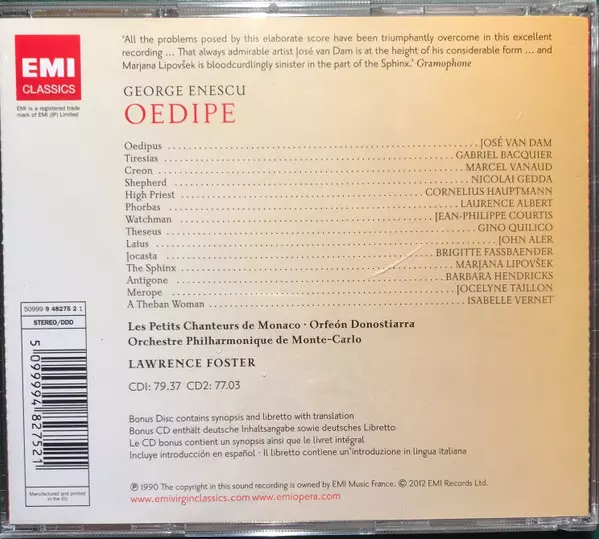 'All the problems posed by this elaborate score have been triumphantly overcome in this excellent
recording ... That always admirable artist José van Dam is at the height of his considerable form ... and
Marjana Lipovšek is bloodcurdlingly sinister in the part of the Sphinx.' Gramophone
EMI
CLASSICS
EMI is a registered trade
mark of EMI (IP) Limited
GEORGE ENESCU
OEDIPE
Oedipus JOSÉ VAN DAM
Tiresias GABRIEL BACQUIER
Creon MARCEL VANAUD
Shepherd NICOLAI GEDDA
High Priest CORNELIUS HAUPTMANN
Phorbas LAURENCE ALBERT
Watchman JEAN-PHILIPPE COURTIS
Theseus GINO QUILICO
Laius JOHN ALER
Jocasta BRIGITTE FASSBAENDER
The Sphinx MARJANA LIPOVŠEK
Antigone BARBARA HENDRICKS
Merope JOCELYNE TAILLON
A Theban Woman ISABELLE VERNET
Les Petits Chanteurs de Monaco · Orfeón Donostiarra
Orchestre Philharmonique de Monte-Carlo
LAWRENCE FOSTER
CD1: 79.37 CD2: 77.03
50999 9 48275 2 1
STEREO/DDD
5 099994 827521
Manufactured and printed
in the EU
Bonus Disc contains synopsis and libretto with translation
Bonus CD enthält deutsche Inhaltsangabe sowie deutsches Libretto
Le CD bonus contient un synopsis ainsi que le livret intégral
Incluye introducción en español · Il libretto contiene un'introduzione in lingua italiana
℗ 1990 The copyright in this sound recording is owned by EMI Music France. © 2012 EMI Records Ltd.
www.emivirginclassics.com www.emiopera.com